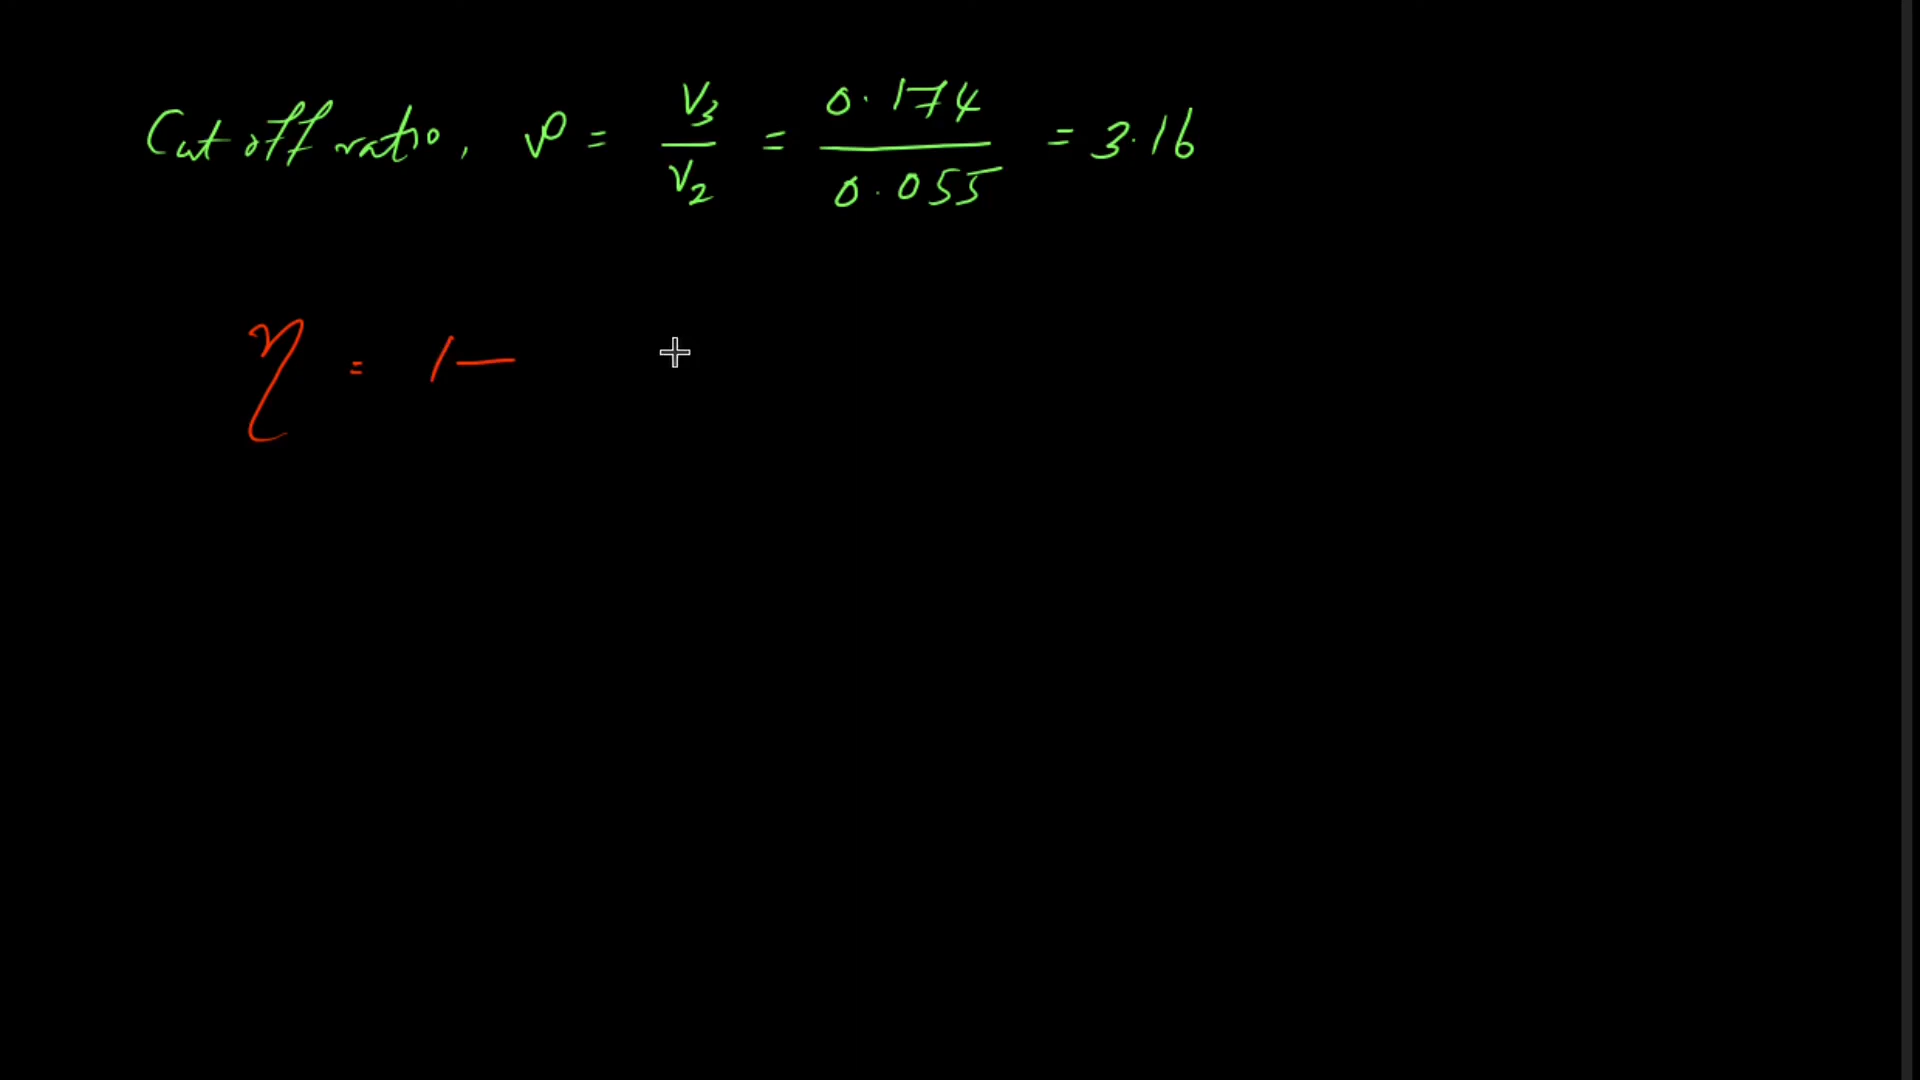 Cut off ratio, ρ = V₃/V₂ = 0.174/0.055 = 3.16
η = 1 —